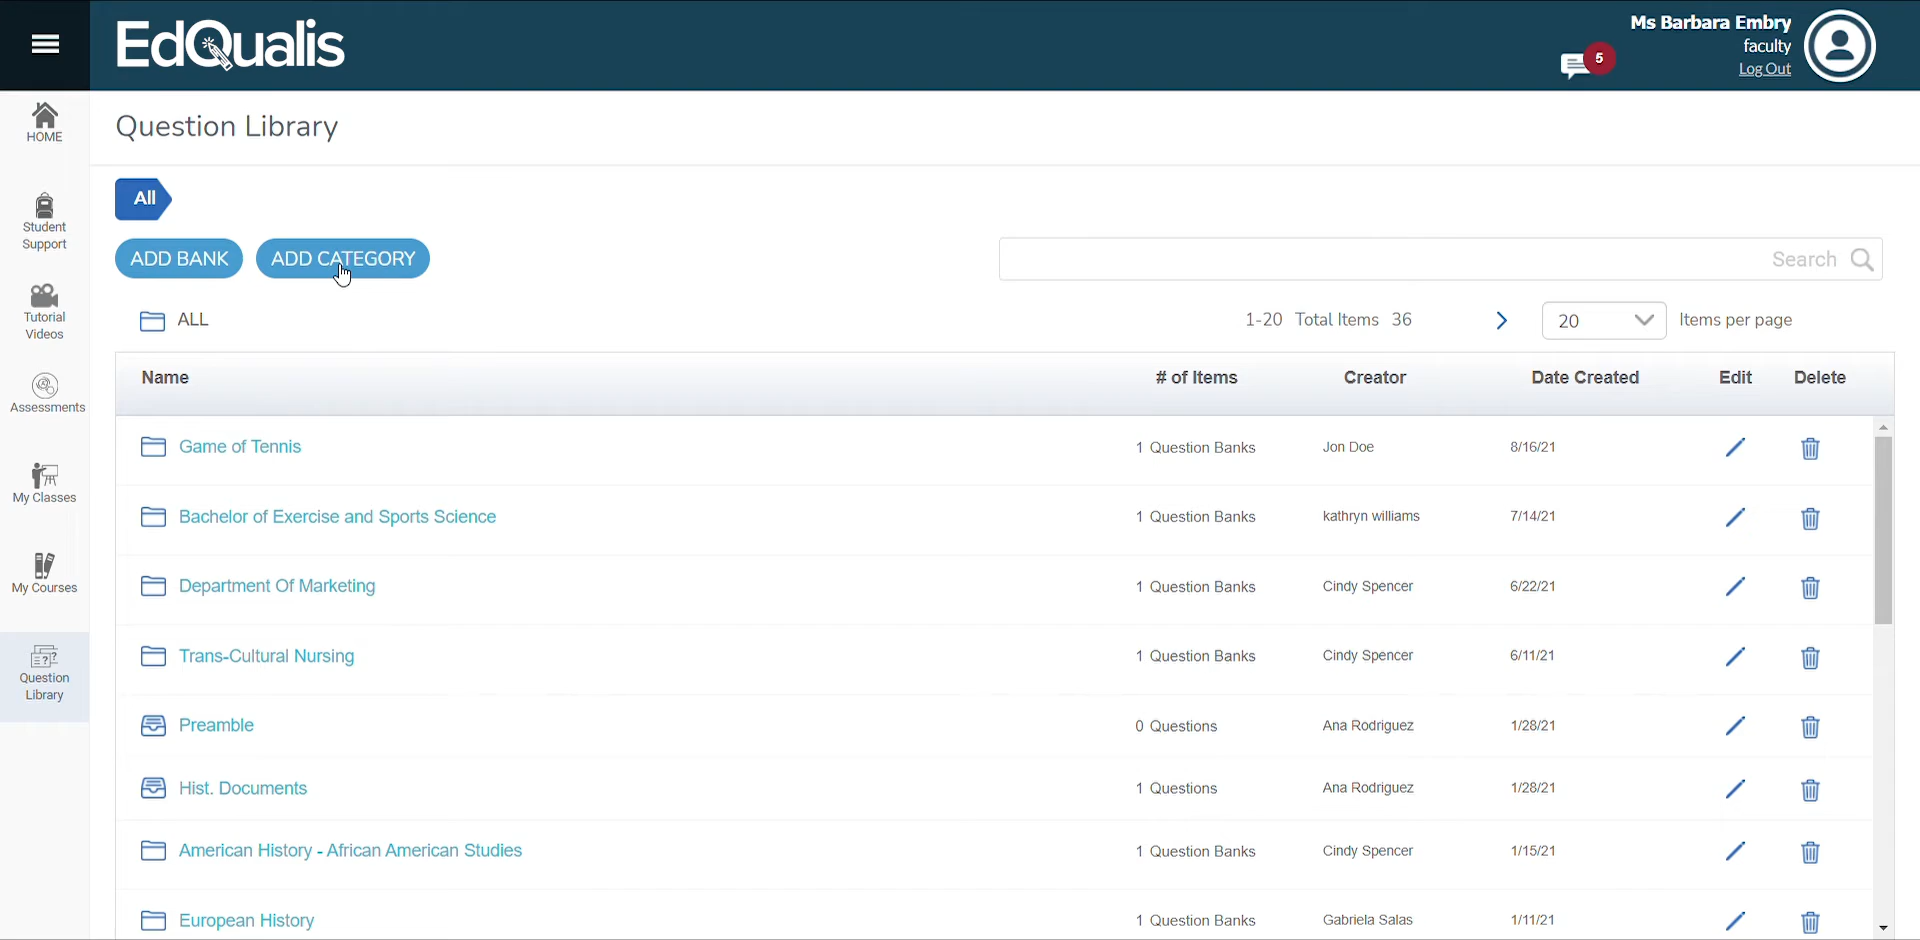 EdQualis
Ms Barbara Embry
faculty
Log Out
5
HOME
Student
Support
Tutorial
Videos
Assessments
My Classes
My Courses
Question
Library
Question Library
All
ADD BANK
ADD CATEGORY
Search
ALL
1-20 Total Items 36
20
Items per page
Name # of Items Creator Date Created Edit Delete
Game of Tennis 1 Question Banks Jon Doe 8/16/21
Bachelor of Exercise and Sports Science 1 Question Banks kathryn williams 7/14/21
Department Of Marketing 1 Question Banks Cindy Spencer 6/22/21
Trans-Cultural Nursing 1 Question Banks Cindy Spencer 6/11/21
Preamble 0 Questions Ana Rodriguez 1/28/21
Hist. Documents 1 Questions Ana Rodriguez 1/28/21
American History - African American Studies 1 Question Banks Cindy Spencer 1/15/21
European History 1 Question Banks Gabriela Salas 1/11/21